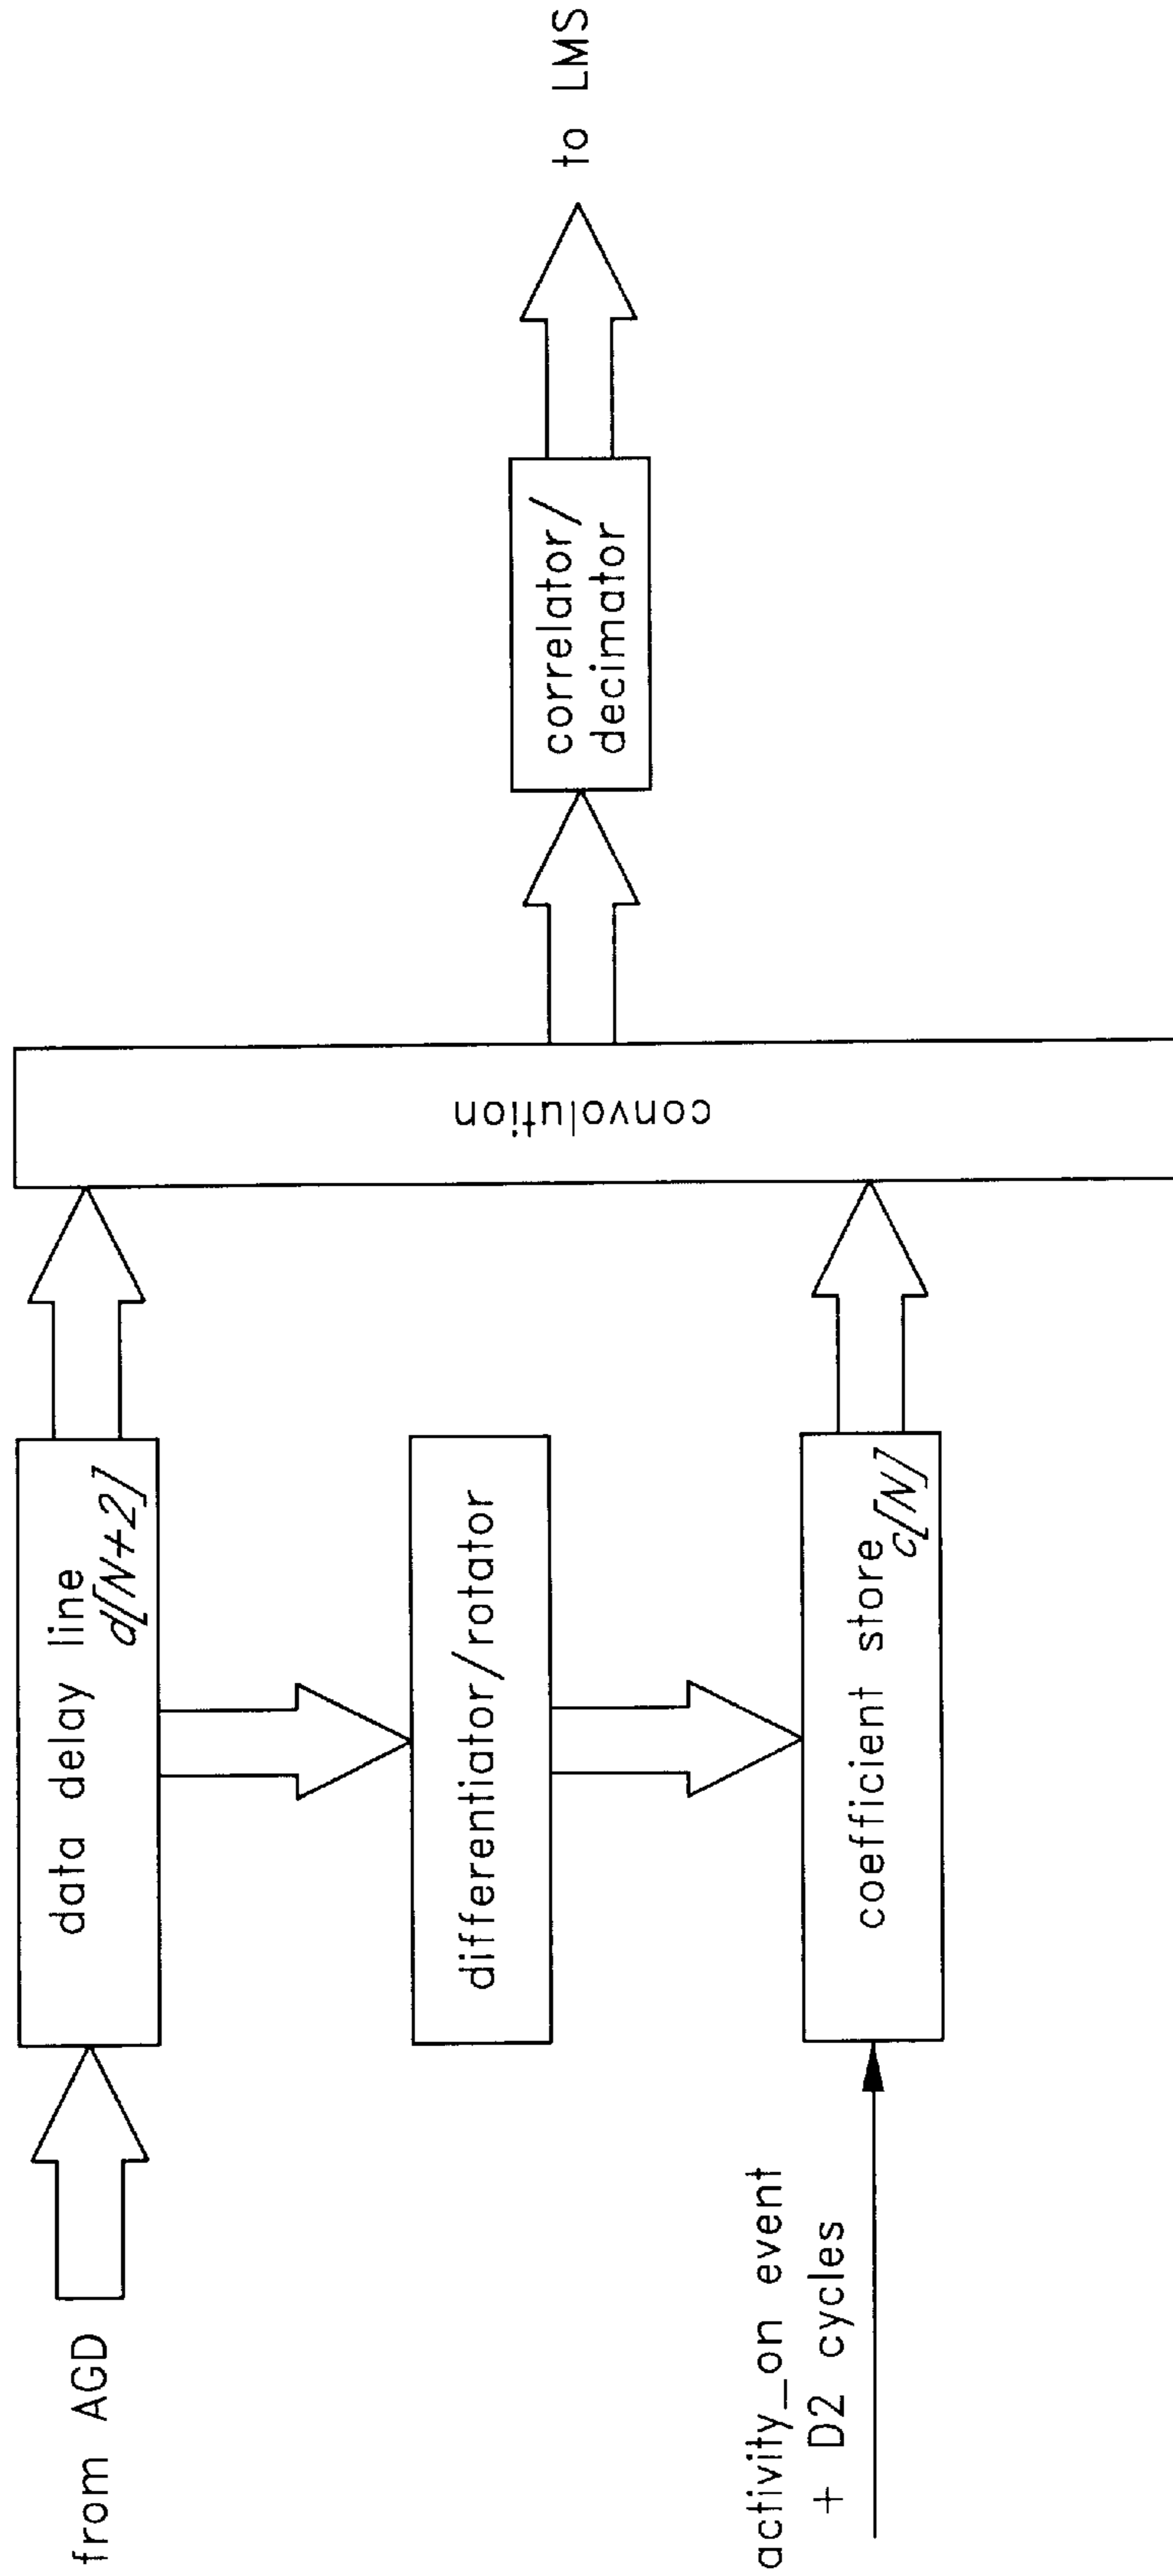 from AGD
data delay line
d[N+2]
differentiator/rotator
activity_on event
+ D2 cycles
coefficient store
c[N]
convolution
correlator/
decimator
to LMS